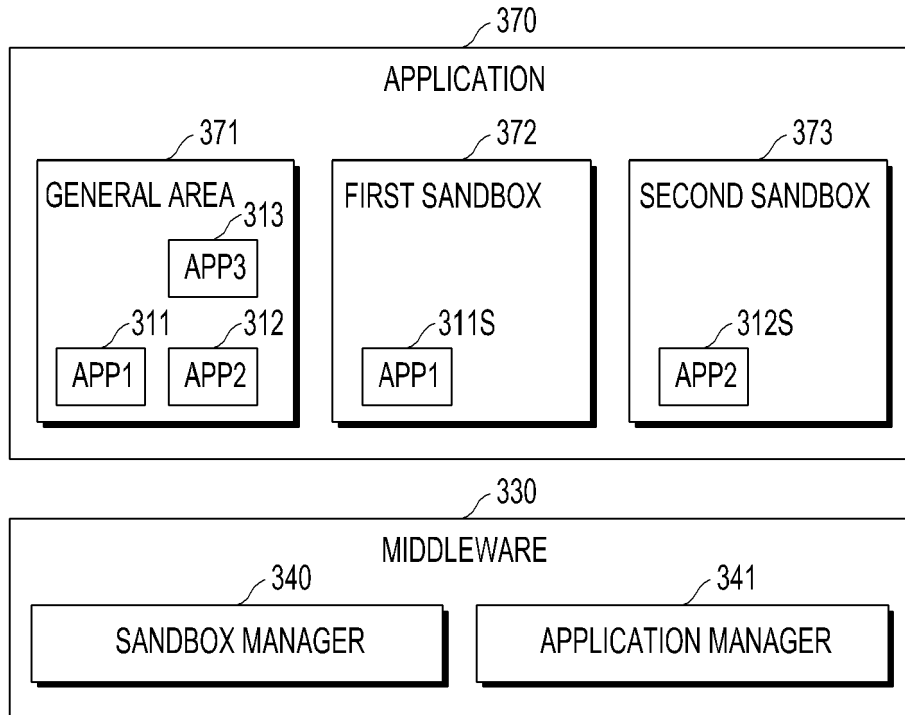 370
APPLICATION
371
372
373
GENERAL AREA
FIRST SANDBOX
SECOND SANDBOX
313
APP3
311
312
311S
312S
APP1
APP2
APP1
APP2
330
MIDDLEWARE
340
341
SANDBOX MANAGER
APPLICATION MANAGER